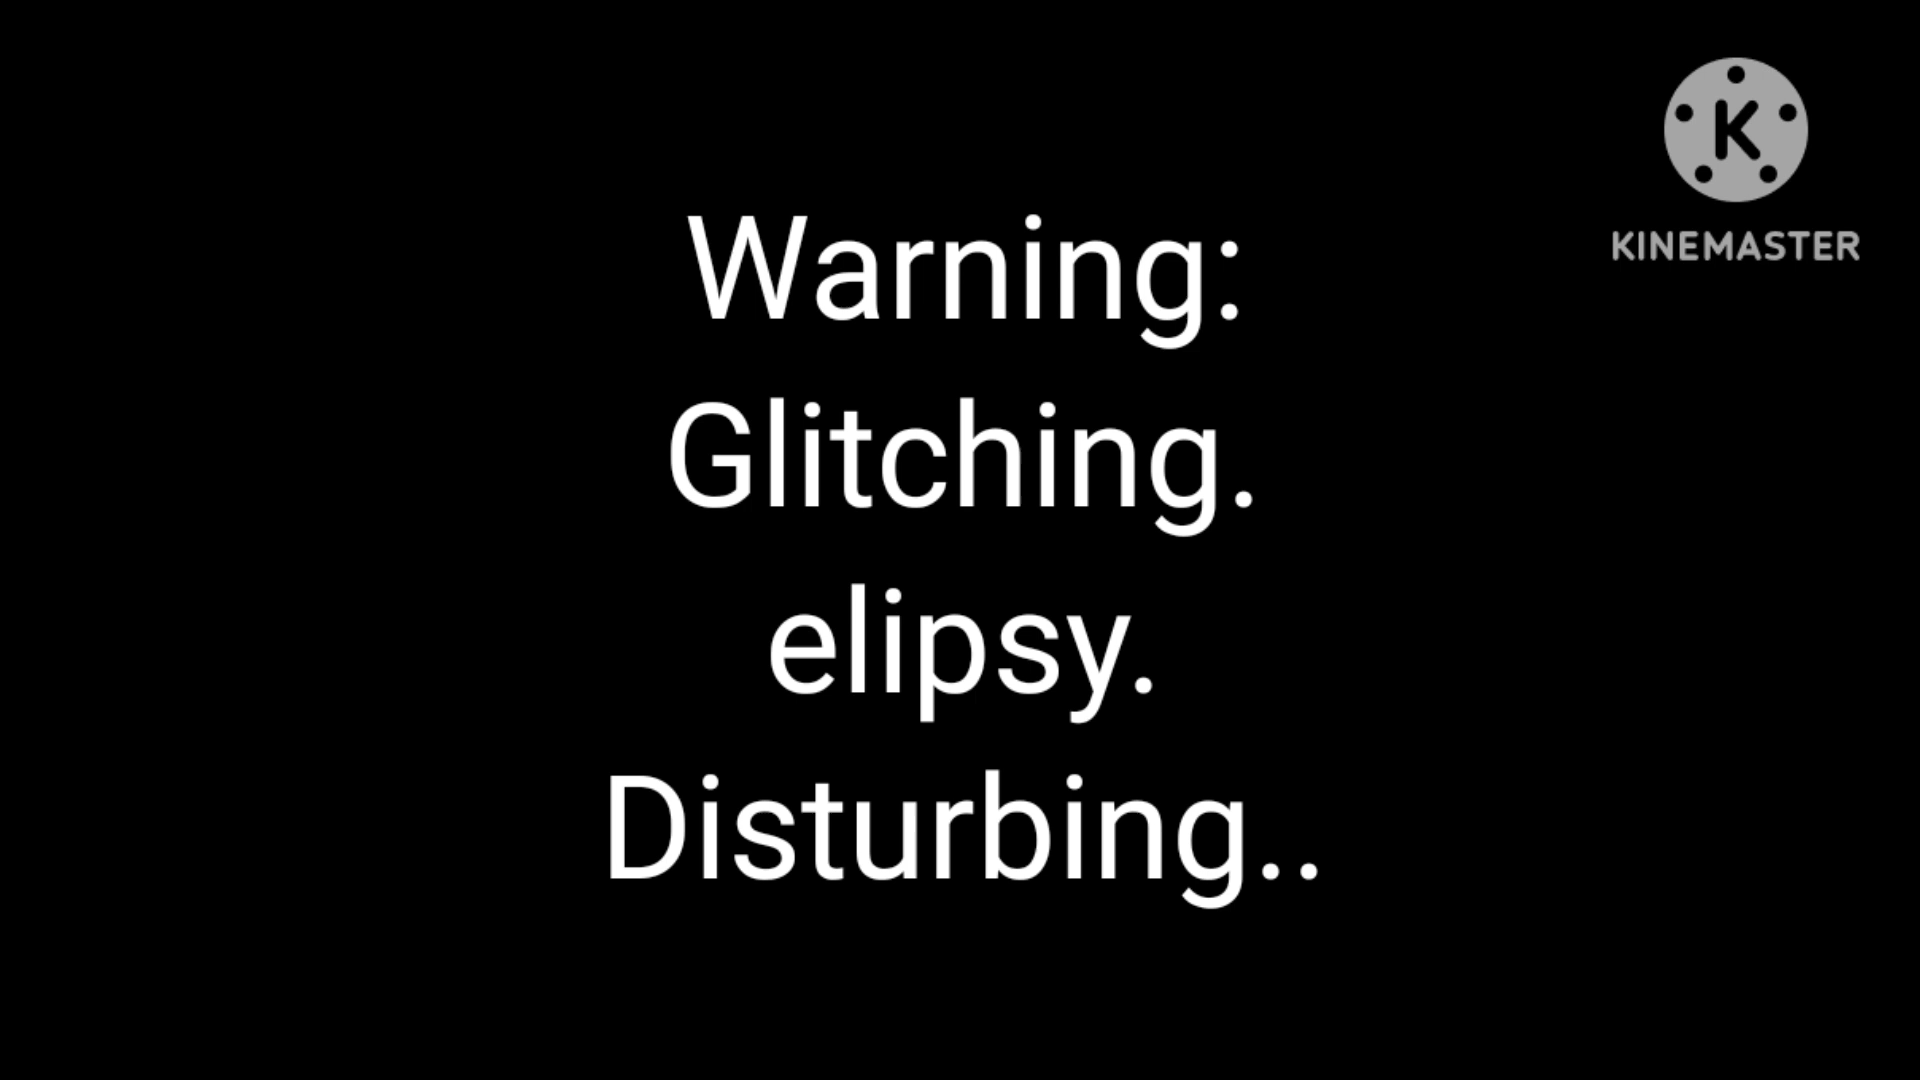 K
KINEMASTER
Warning:
Glitching.
elipsy.
Disturbing..